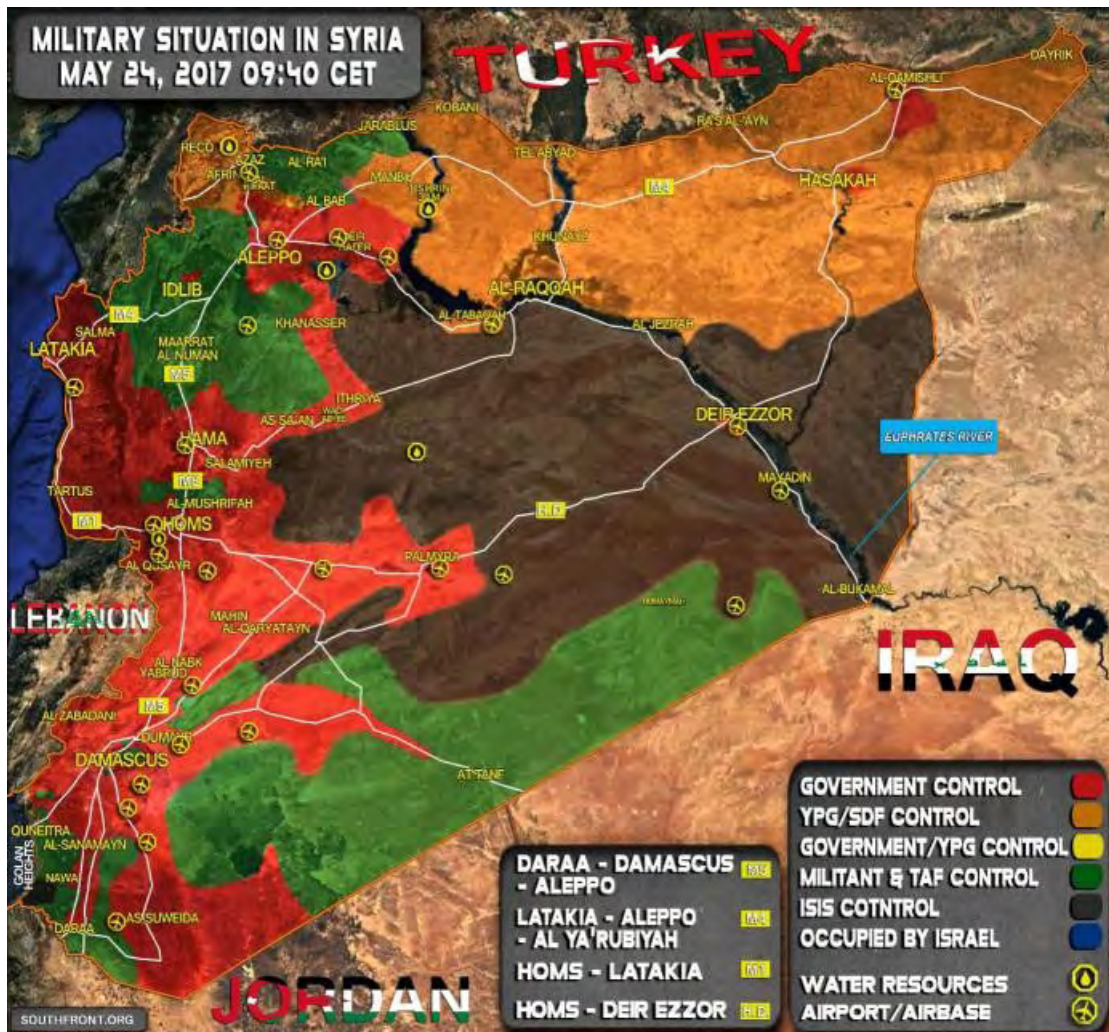 MILITARY SITUATION IN SYRIA
MAY 24, 2017 09:40 CET
TURKEY
DAYRIK
AL-QAMISHLI
KOBANI
RA'S AL-'AYN
JARABLUS
RECO
AZAZ
AL-RA'I
TEL ABYAD
AFRIN
MANBIJ
M4
HASAKAH
AL BAB
ALEPPO
KHUNAYZ
IDLIB
AL-RAQQAH
M4
SALMA
KHANASSER
AL-TABAQAH
AL JEZRAH
LATAKIA
MAARRAT
AL-NUMAN
M5
ITHRIYA
AS SA'AN
DEIR EZZOR
HAMA
EUPHRATES RIVER
SALAMIYEH
MAYADIN
TARTUS
AL-MUSHRIFAH
M1
HOMS
H.D
PALMYRA
AL QUSAYR
AL-BUKAMAL
LEBANON
MAHIN
AL-QARYATAYN
IRAQ
AL NABK
YABRUD
M5
AL-ZABADANI
DUMAYR
DAMASCUS
AT TANF
QUNEITRA
AL-SANAMAYN
GOLAN
HEIGHTS
NAWA
AS SUWEIDA
DARAA
JORDAN
DARAA - DAMASCUS
- ALEPPO
M5
LATAKIA - ALEPPO
- AL YA'RUBIYAH
M4
HOMS - LATAKIA
M1
HOMS - DEIR EZZOR
H.D
GOVERNMENT CONTROL
YPG/SDF CONTROL
GOVERNMENT/YPG CONTROL
MILITANT & TAF CONTROL
ISIS COTNTROL
OCCUPIED BY ISRAEL
WATER RESOURCES
AIRPORT/AIRBASE
SOUTHFRONT.ORG